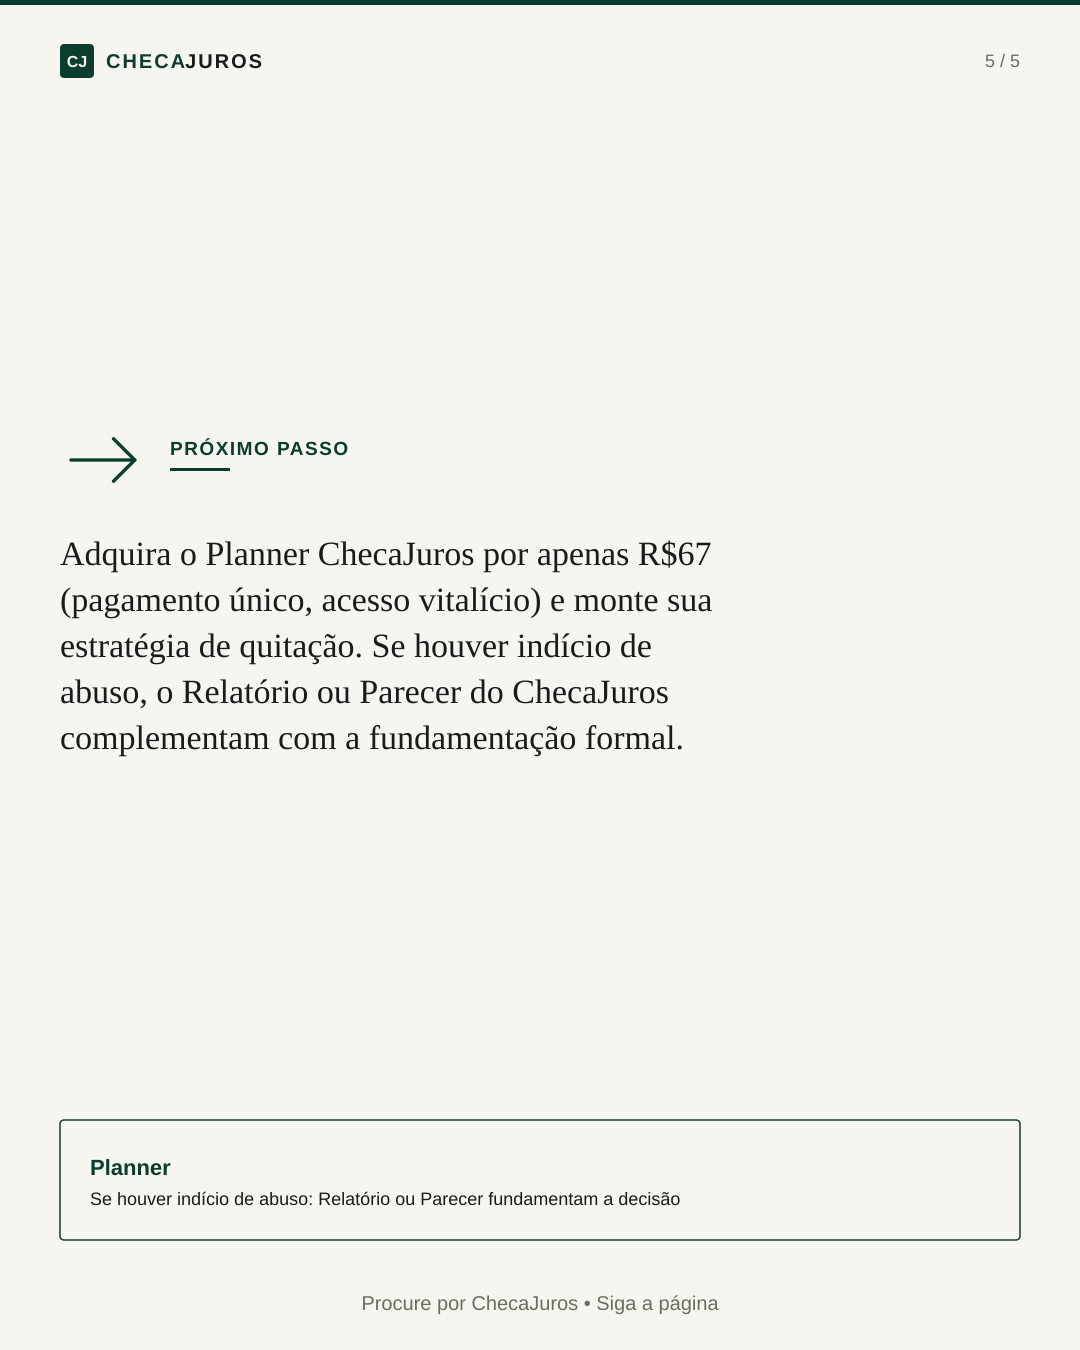 CJ CHECAJUROS
5 / 5
PRÓXIMO PASSO
Adquira o Planner ChecaJuros por apenas R$67
(pagamento único, acesso vitalício) e monte sua
estratégia de quitação. Se houver indício de
abuso, o Relatório ou Parecer do ChecaJuros
complementam com a fundamentação formal.
Planner
Se houver indício de abuso: Relatório ou Parecer fundamentam a decisão
Procure por ChecaJuros • Siga a página